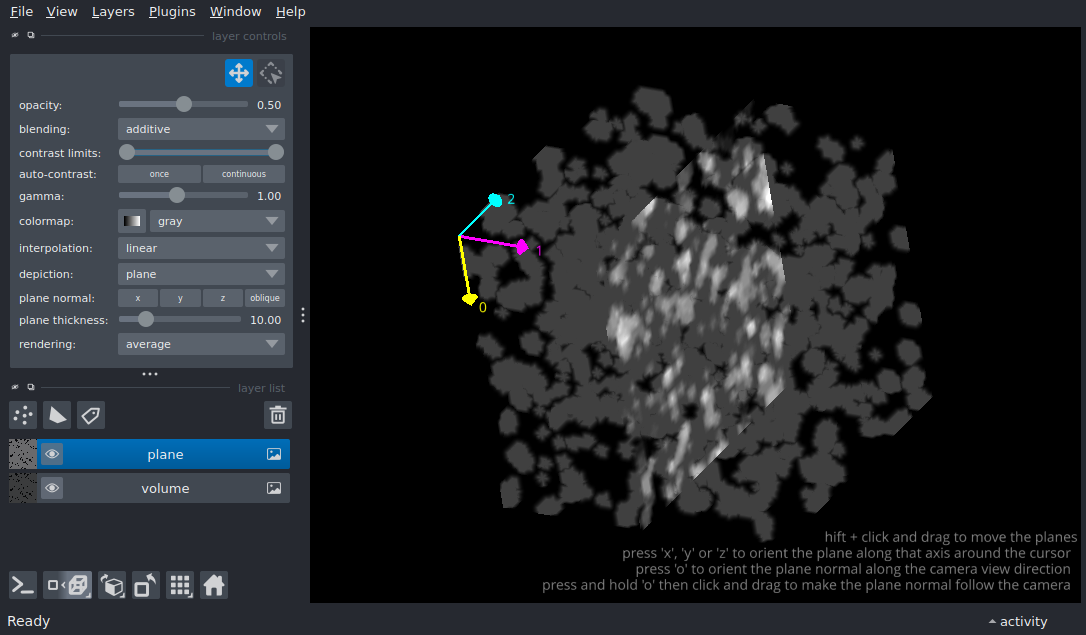 File View Layers Plugins Window Help
layer controls
opacity: 0.50
blending: additive
contrast limits:
auto-contrast: once continuous
gamma: 1.00
colormap: gray
interpolation: linear
depiction: plane
plane normal: x y z oblique
plane thickness: 10.00
rendering: average
layer list
plane
volume
2
1
0
hift + click and drag to move the planes
press 'x', 'y' or 'z' to orient the plane along that axis around the cursor
press 'o' to orient the plane normal along the camera view direction
press and hold 'o' then click and drag to make the plane normal follow the camera
Ready activity